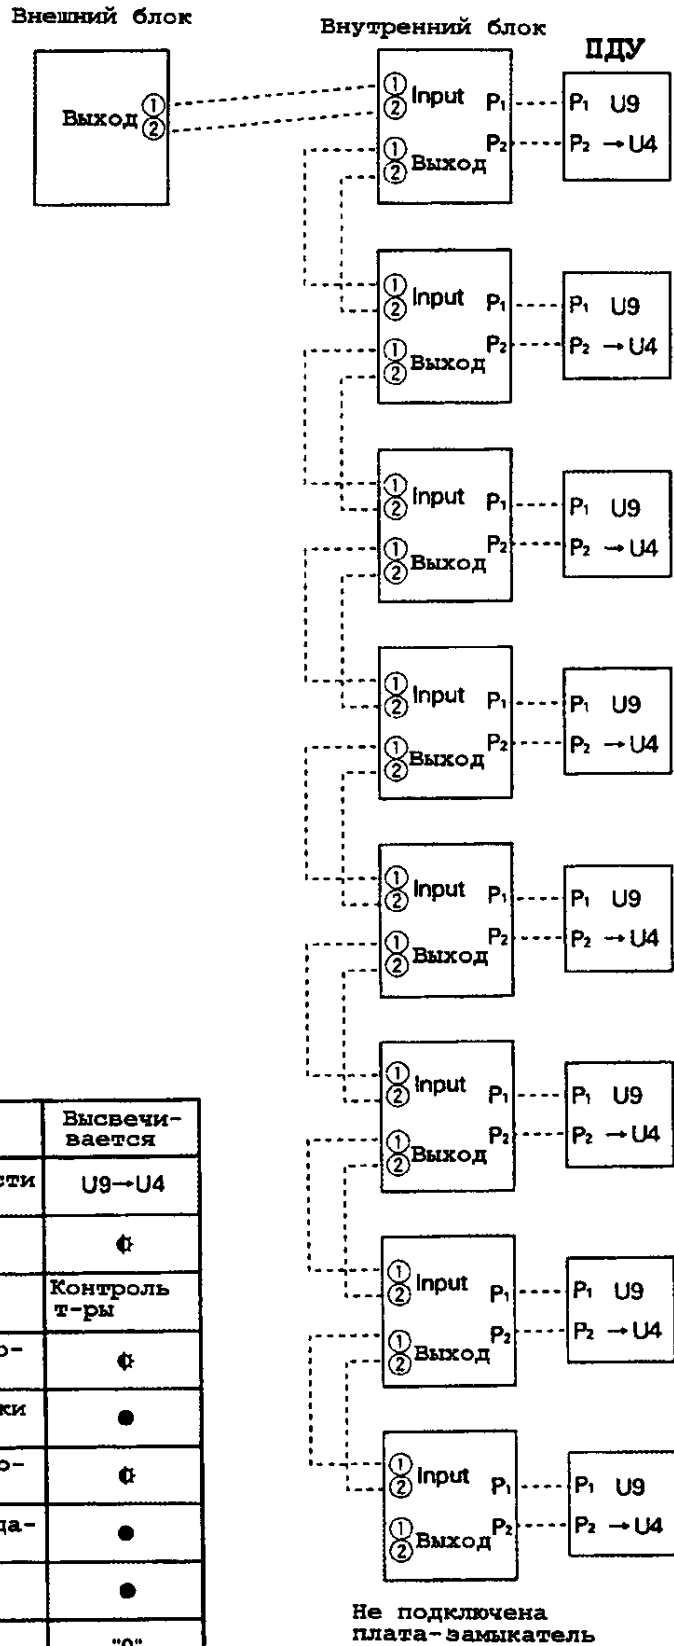 Внешний блок
Внутренний блок
ПДУ
Выход ① ②
① ② Input P₁ P₁ U9
① ② Выход P₂ P₂ →U4
① ② Input P₁ P₁ U9
① ② Выход P₂ P₂ →U4
① ② Input P₁ P₁ U9
① ② Выход P₂ P₂ →U4
① ② Input P₁ P₁ U9
① ② Выход P₂ P₂ →U4
① ② Input P₁ P₁ U9
① ② Выход P₂ P₂ →U4
① ② Input P₁ P₁ U9
① ② Выход P₂ P₂ →U4
① ② Input P₁ P₁ U9
① ② Выход P₂ P₂ →U4
① ② Input P₁ P₁ U9
① ② Выход P₂ P₂ →U4
Не подключена
плата-замыкатель
Высвечи-
вается
сти U9→U4
Контроль
т-ры
о-
ки
о-
да-
"0"